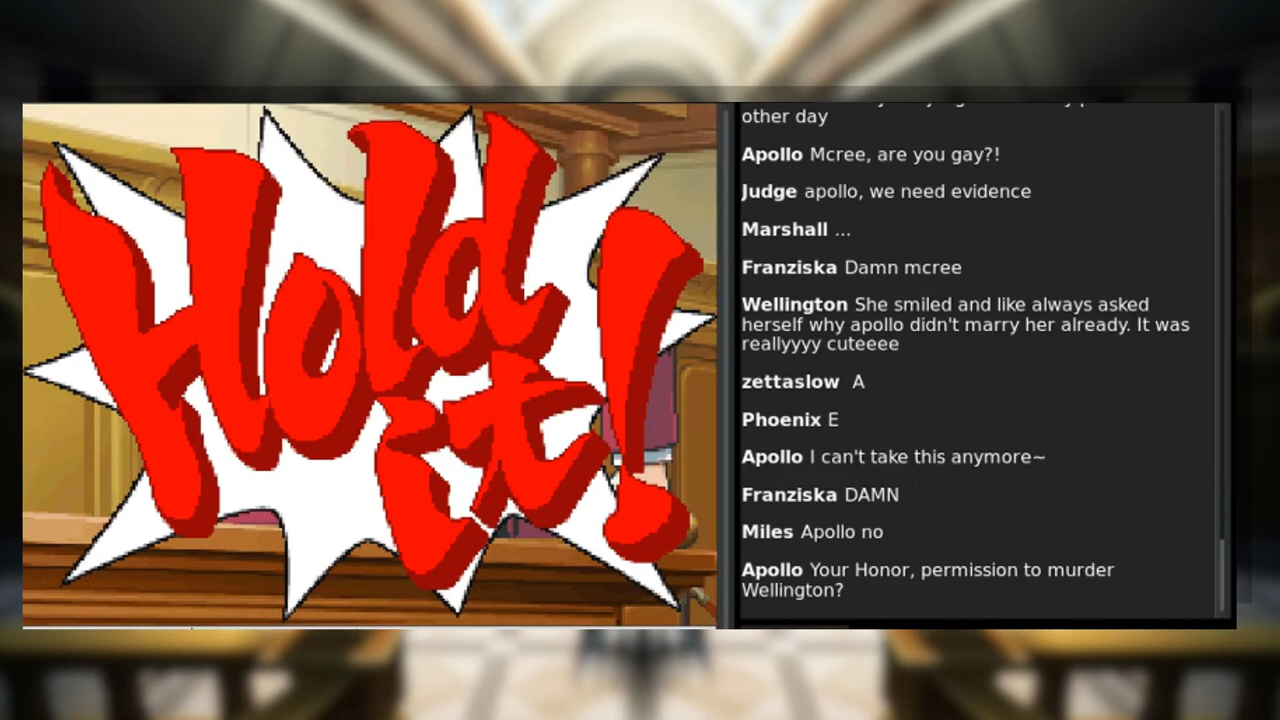 Hold
it!
other day
Apollo Mcree, are you gay?!
Judge apollo, we need evidence
Marshall ...
Franziska Damn mcree
Wellington She smiled and like always asked
herself why apollo didn't marry her already. It was
reallyyyy cuteeee
zettaslow A
Phoenix E
Apollo I can't take this anymore~
Franziska DAMN
Miles Apollo no
Apollo Your Honor, permission to murder
Wellington?